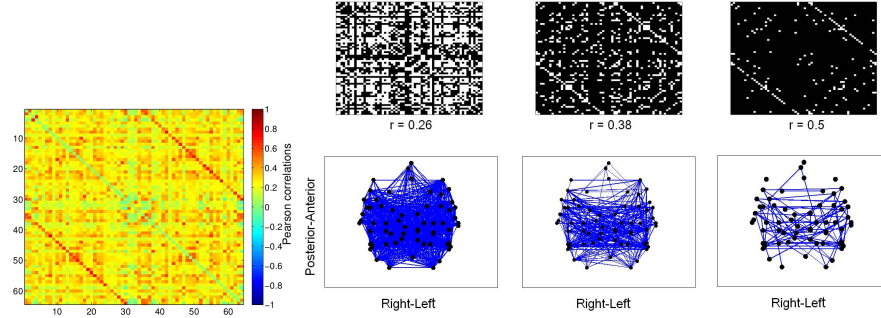 r = 0.26
r = 0.38
r = 0.5
10
20
30
40
50
60
10
20
30
40
50
60
1
0.8
0.6
0.4
0.2
0
−0.2
−0.4
−0.6
−0.8
−1
Pearson correlations
Posterior-Anterior
Right-Left
Right-Left
Right-Left